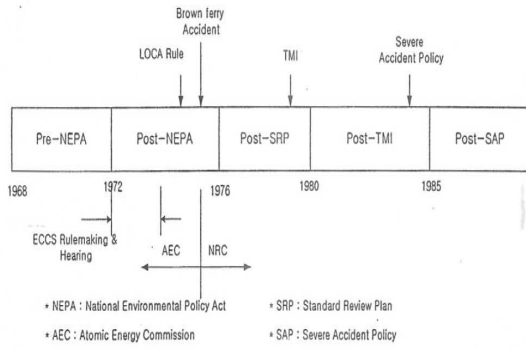 Brown ferry
Accident
LOCA Rule
TMI
Severe
Accident Policy
Pre-NEPA
Post-NEPA
Post-SRP
Post-TMI
Post-SAP
1968
1972
1976
1980
1985
ECCS Rulemaking &
Hearing
AEC
NRC
* NEPA : National Environmental Policy Act
* SRP : Standard Review Plan
* AEC : Atomic Energy Commission
* SAP : Severe Accident Policy